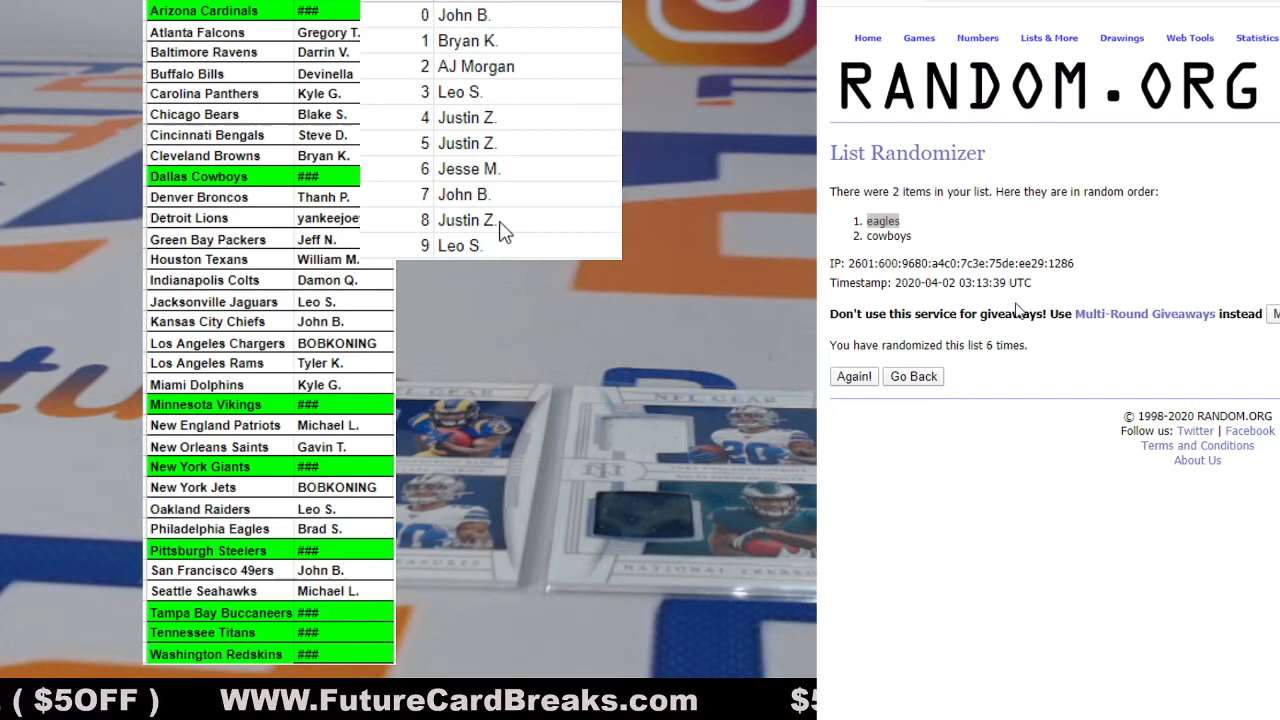 Arizona Cardinals ###
Atlanta Falcons Gregory T.
Baltimore Ravens Darrin V.
Buffalo Bills Devinella
Carolina Panthers Kyle G.
Chicago Bears Blake S.
Cincinnati Bengals Steve D.
Cleveland Browns Bryan K.
Dallas Cowboys ###
Denver Broncos Thanh P.
Detroit Lions yankeejoe
Green Bay Packers Jeff N.
Houston Texans William M.
Indianapolis Colts Damon Q.
Jacksonville Jaguars Leo S.
Kansas City Chiefs John B.
Los Angeles Chargers BOBKONING
Los Angeles Rams Tyler K.
Miami Dolphins Kyle G.
Minnesota Vikings ###
New England Patriots Michael L.
New Orleans Saints Gavin T.
New York Giants ###
New York Jets BOBKONING
Oakland Raiders Leo S.
Philadelphia Eagles Brad S.
Pittsburgh Steelers ###
San Francisco 49ers John B.
Seattle Seahawks Michael L.
Tampa Bay Buccaneers ###
Tennessee Titans ###
Washington Redskins ###
0 John B.
1 Bryan K.
2 AJ Morgan
3 Leo S.
4 Justin Z.
5 Justin Z.
6 Jesse M.
7 John B.
8 Justin Z.
9 Leo S.
NFL GEAR
NFL GEAR
NATIONAL TREASU
Home Games Numbers Lists & More Drawings Web Tools Statistics
RANDOM.ORG
List Randomizer
There were 2 items in your list. Here they are in random order:
1. eagles
2. cowboys
IP: 2601:600:9680:a4c0:7c3e:75de:ee29:1286
Timestamp: 2020-04-02 03:13:39 UTC
Don't use this service for giveaways! Use Multi-Round Giveaways instead M
You have randomized this list 6 times.
Again! Go Back
© 1998-2020 RANDOM.ORG
Follow us: Twitter | Facebook
Terms and Conditions
About Us
( $5OFF ) WWW.FutureCardBreaks.com $5